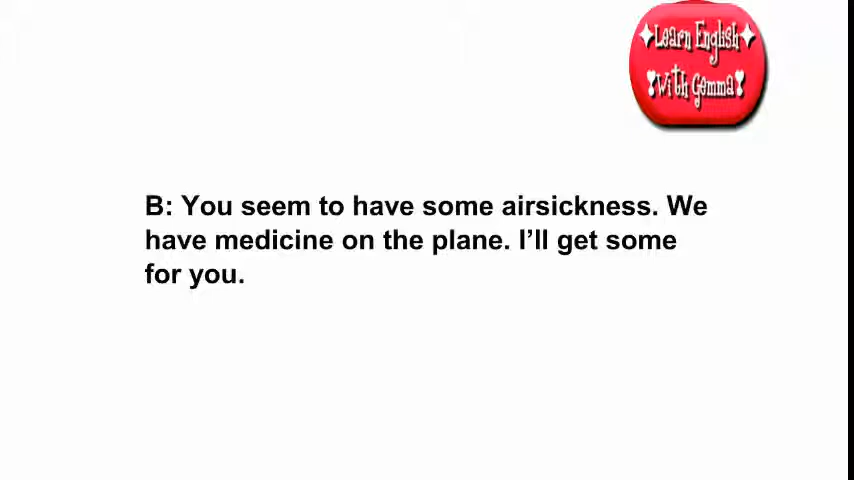 Learn English
With Gemma
B: You seem to have some airsickness. We
have medicine on the plane. I’ll get some
for you.